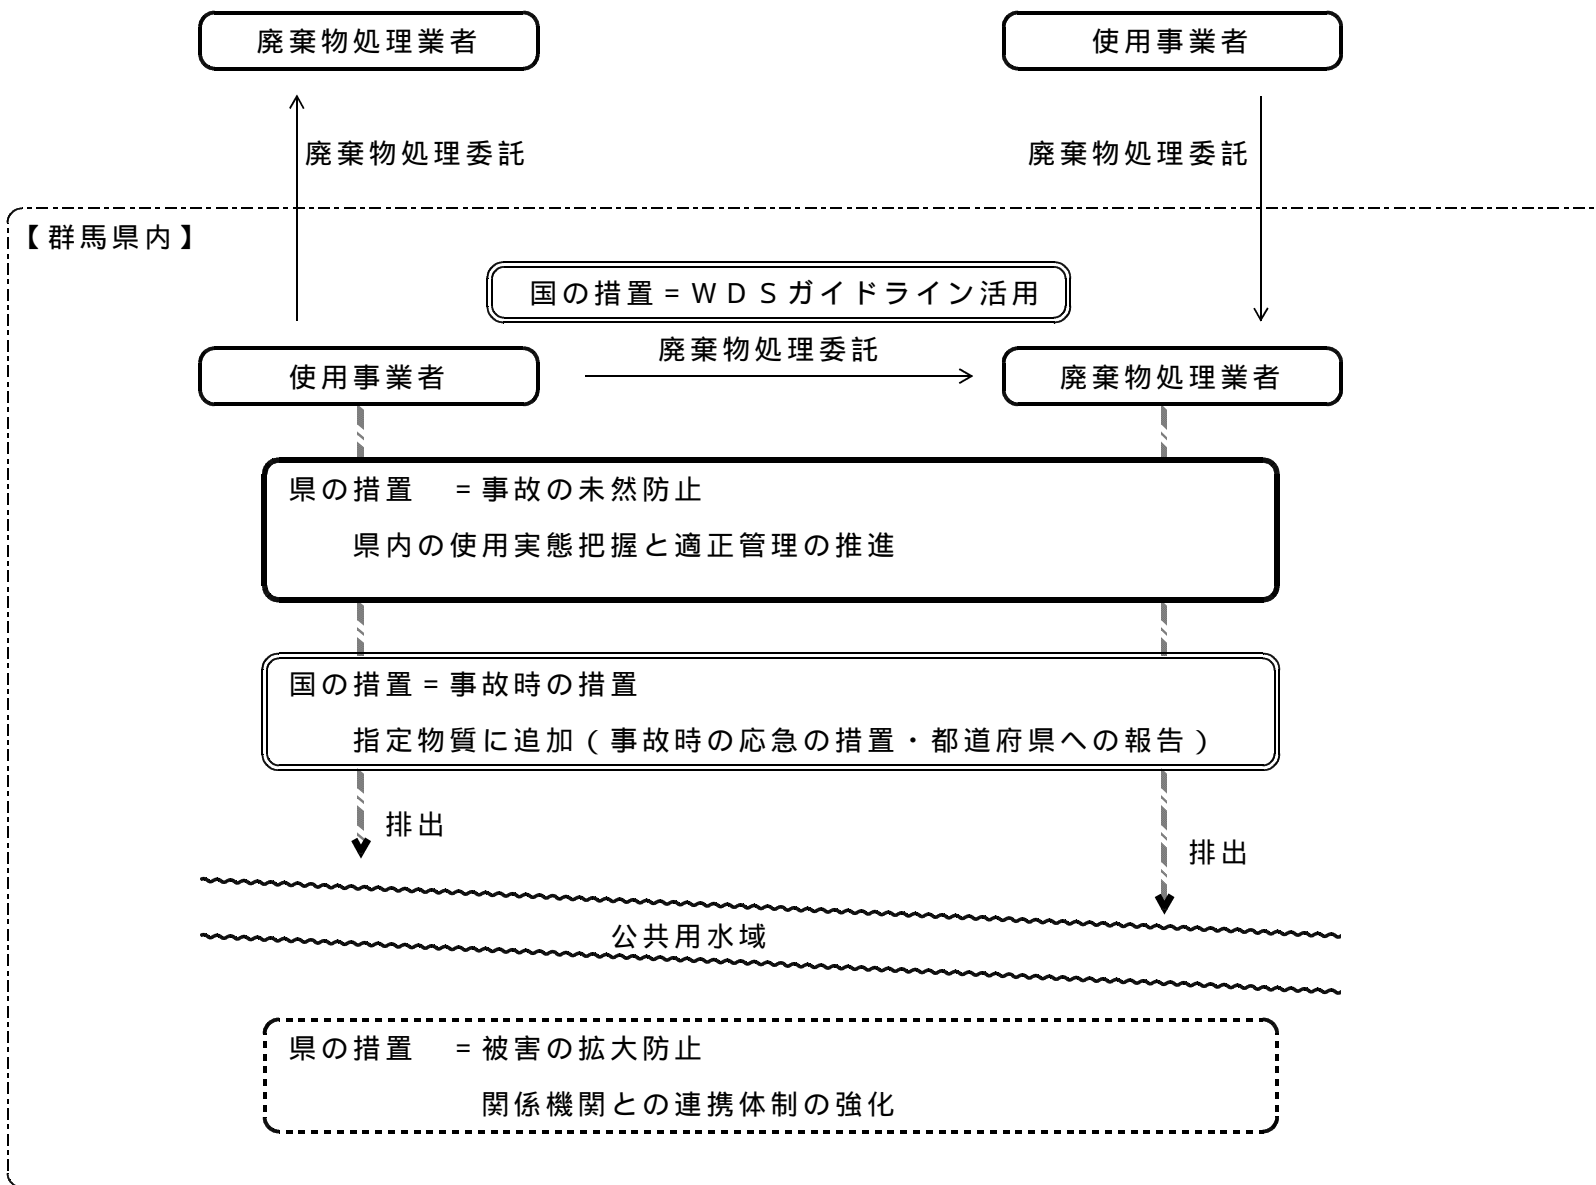 廃棄物処理業者
使用事業者
廃棄物処理委託
廃棄物処理委託
【群馬県内】
国の措置＝ＷＤＳガイドライン活用
廃棄物処理委託
使用事業者
廃棄物処理業者
県の措置　＝事故の未然防止
県内の使用実態把握と適正管理の推進
国の措置＝事故時の措置
指定物質に追加（事故時の応急の措置・都道府県への報告）
排出
排出
公共用水域
県の措置　＝被害の拡大防止
関係機関との連携体制の強化